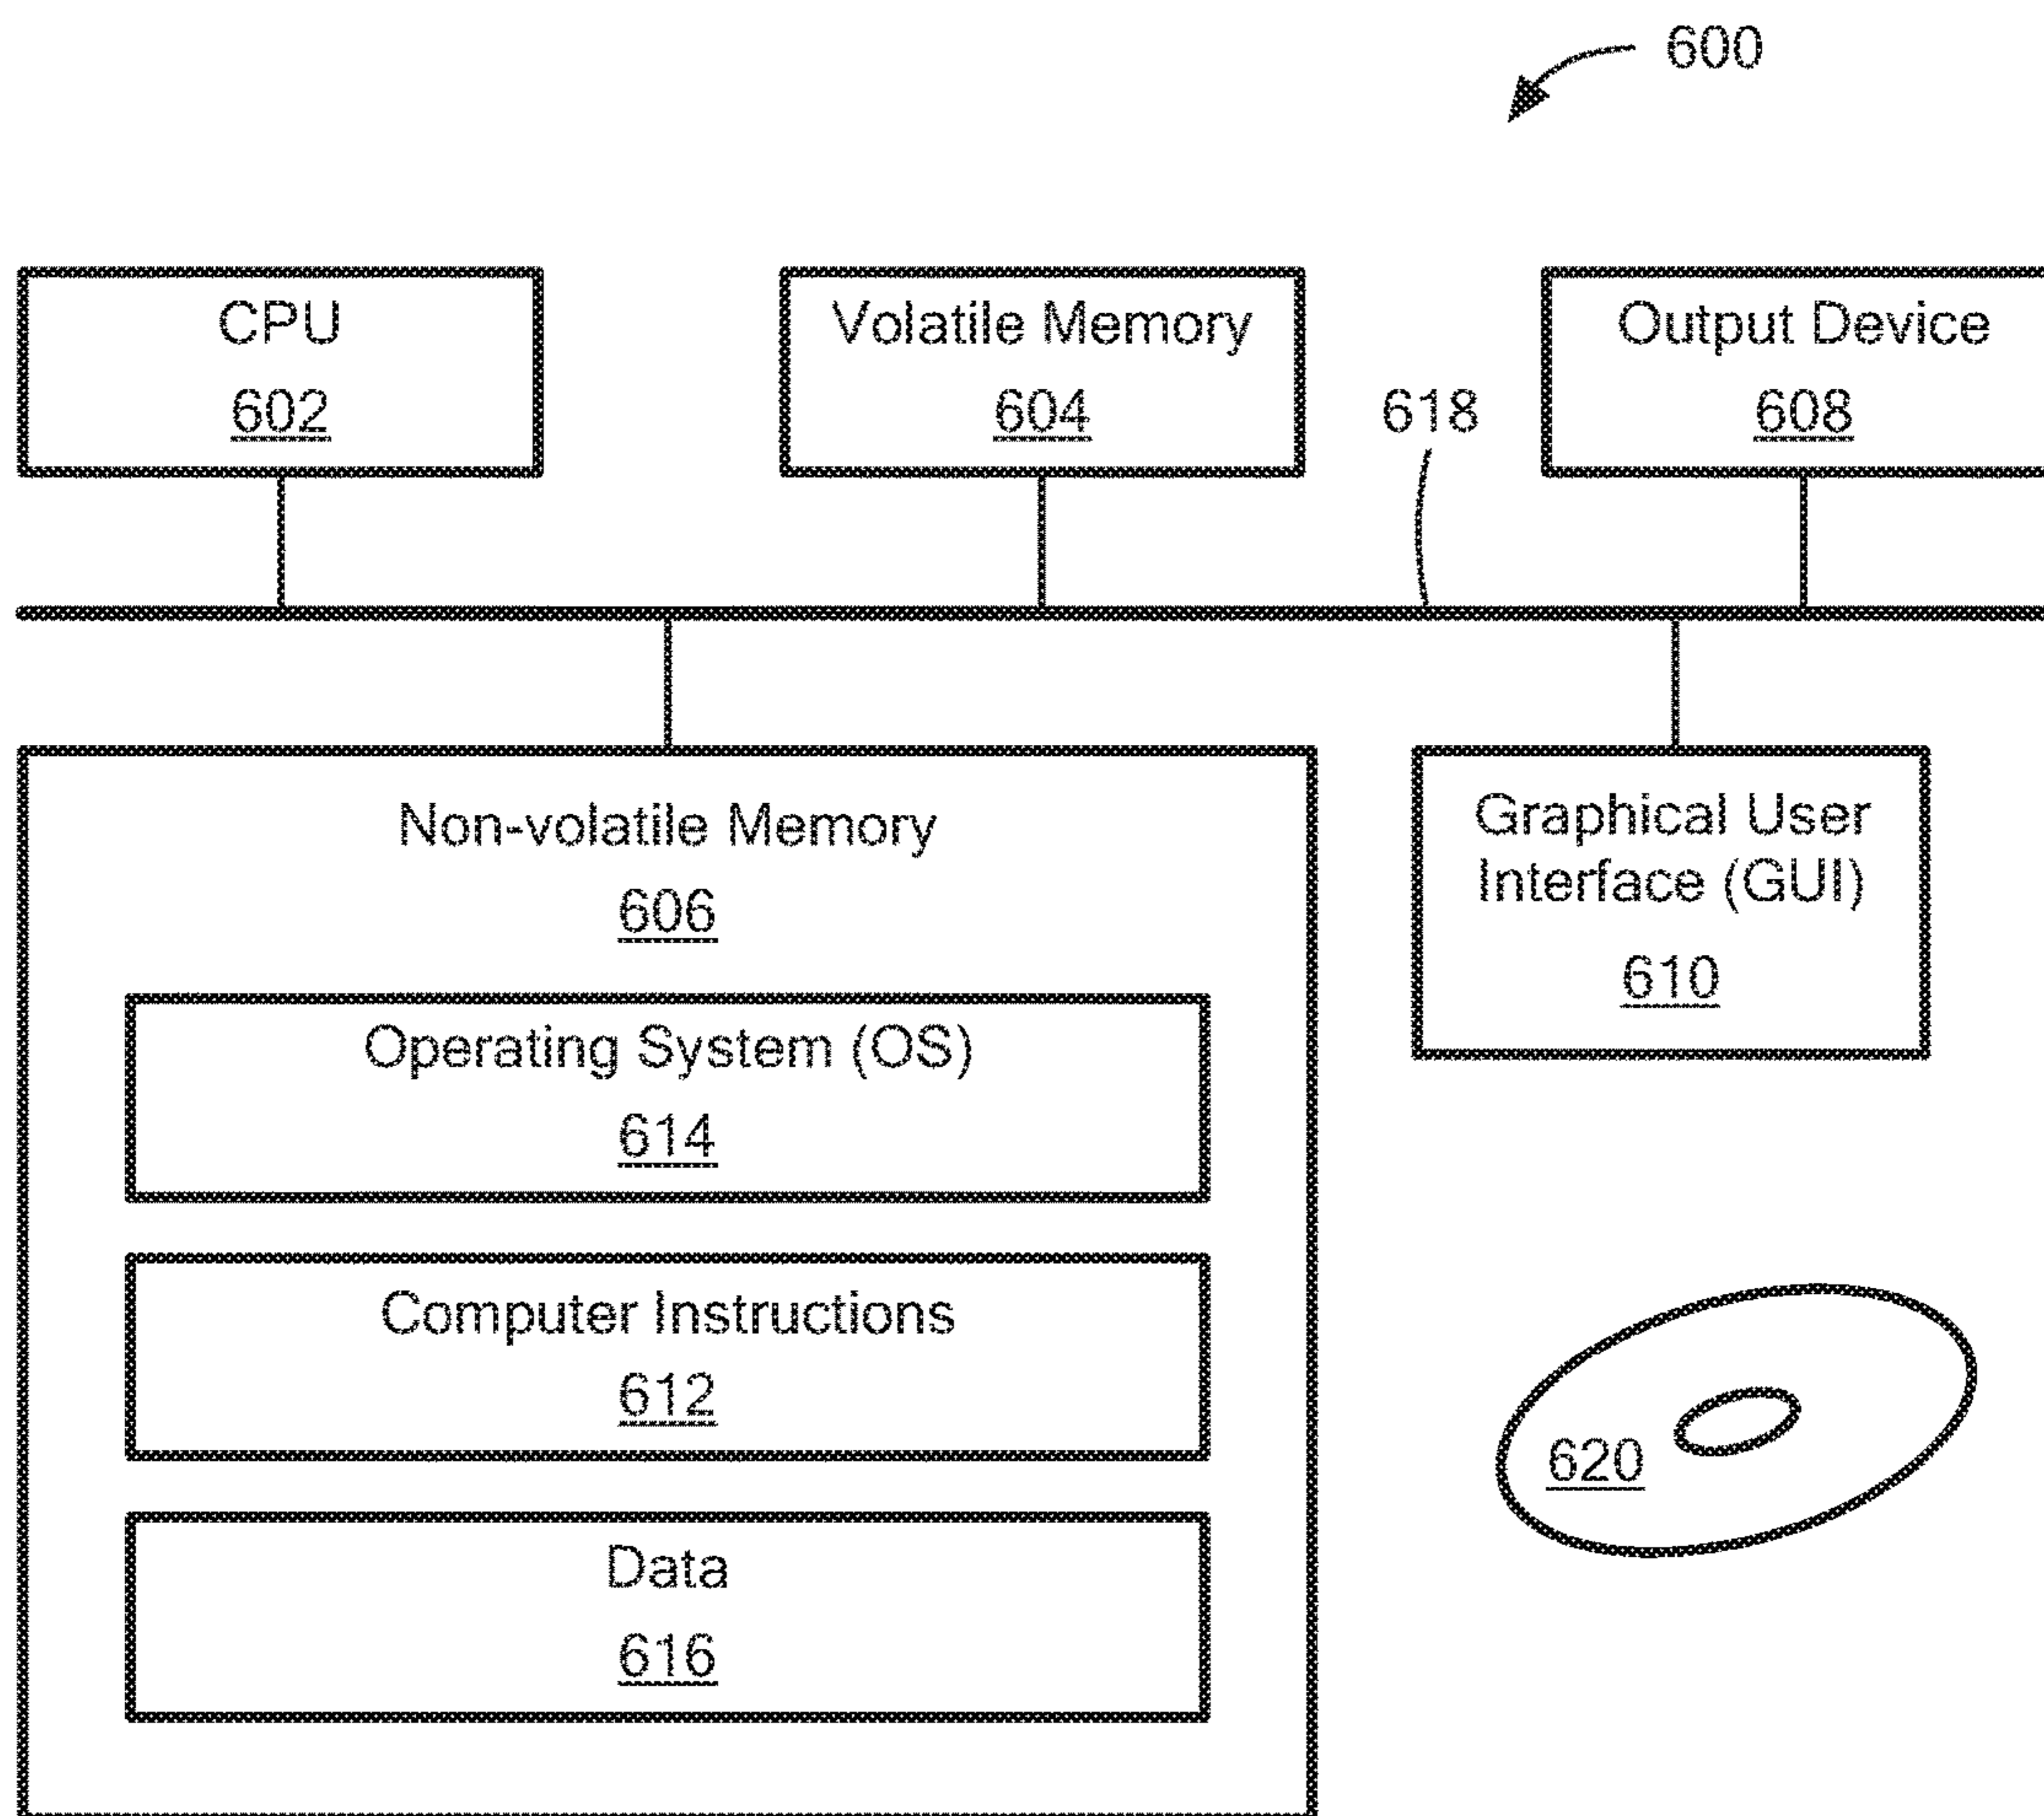 600
CPU
602
Volatile Memory
604
Output Device
608
618
Non-volatile Memory
606
Operating System (OS)
614
Computer Instructions
612
Data
616
Graphical User
Interface (GUI)
610
620